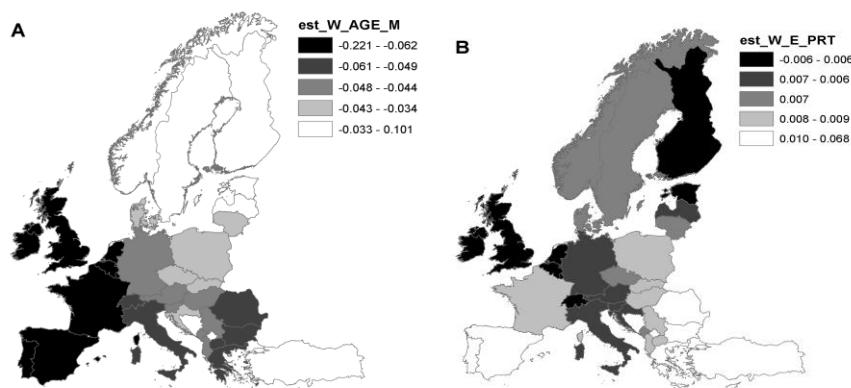 A
est_W_AGE_M
-0.221 - -0.062
-0.061 - -0.049
-0.048 - -0.044
-0.043 - -0.034
-0.033 - 0.101
B
est_W_E_PRT
-0.006 - 0.006
0.007 - 0.006
0.007
0.008 - 0.009
0.010 - 0.068